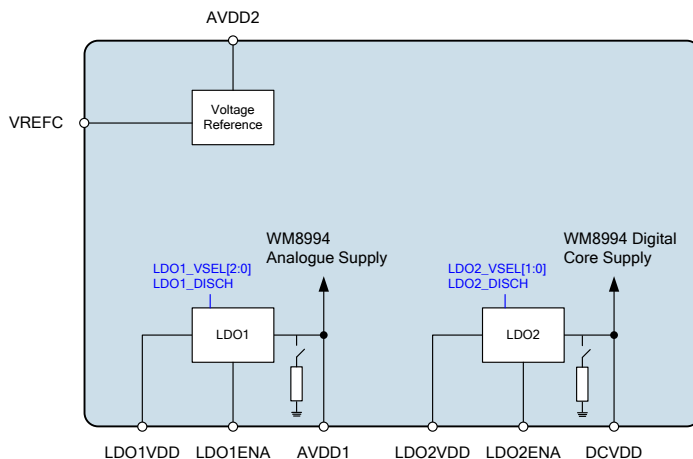 AVDD2
VREFC
Voltage
Reference
WM8994
Analogue Supply
WM8994 Digital
Core Supply
LDO1_VSEL[2:0]
LDO1_DISCH
LDO2_VSEL[1:0]
LDO2_DISCH
LDO1
LDO2
LDO1VDD
LDO1ENA
AVDD1
LDO2VDD
LDO2ENA
DCVDD